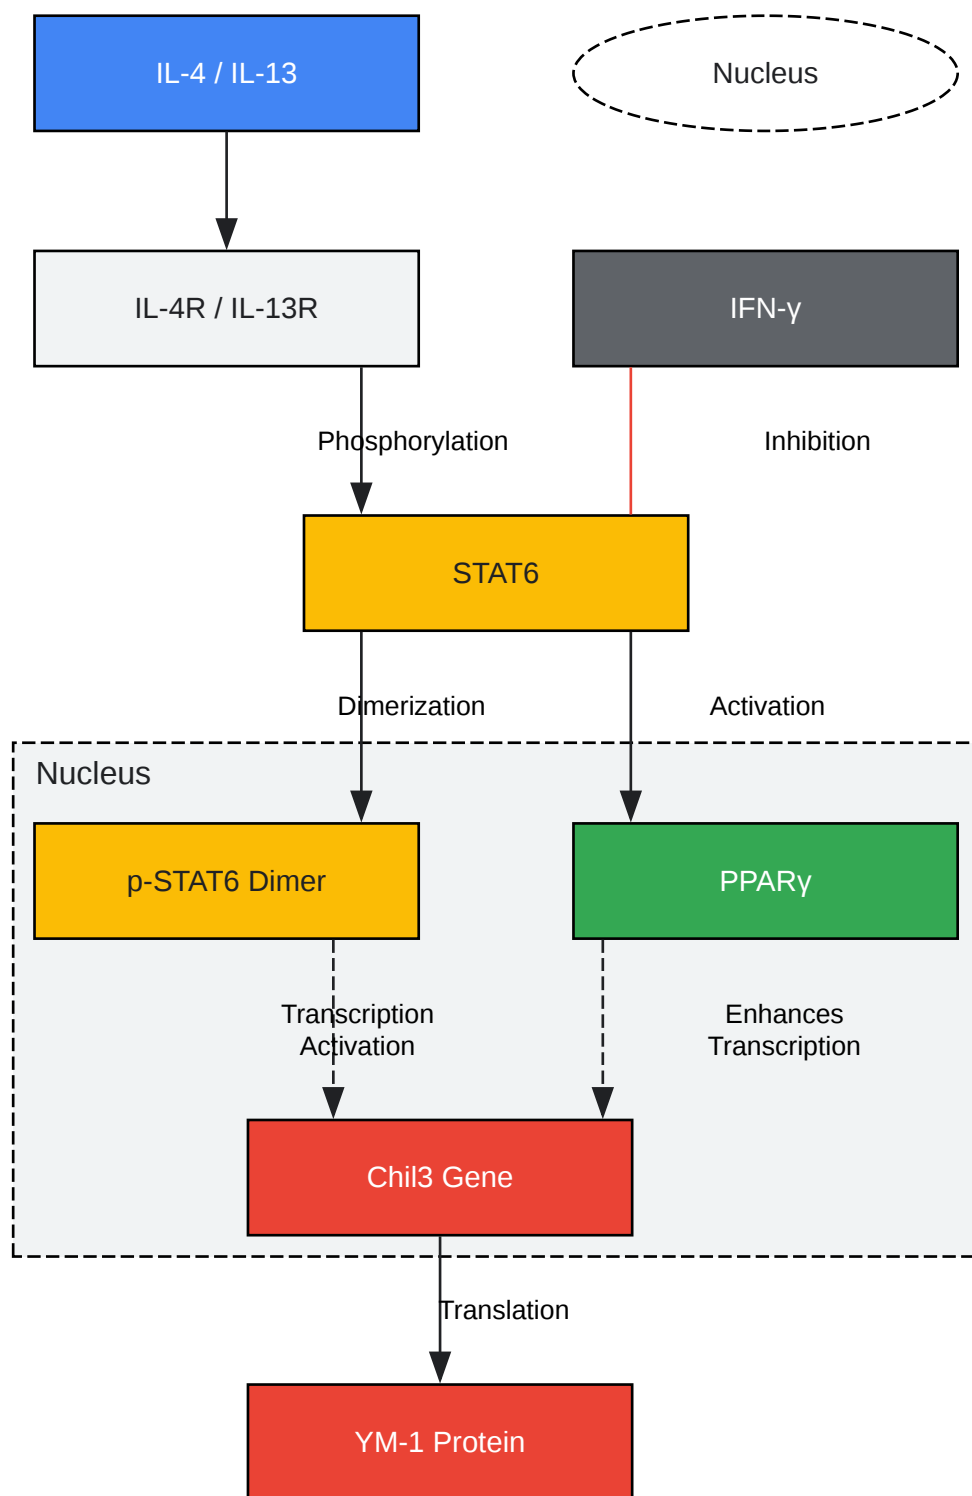 IL-4 / IL-13
Nucleus
IL-4R / IL-13R
IFN-γ
Phosphorylation
Inhibition
STAT6
Dimerization
Activation
Nucleus
p-STAT6 Dimer
PPARγ
Transcription
Activation
Enhances
Transcription
Chil3 Gene
Translation
YM-1 Protein